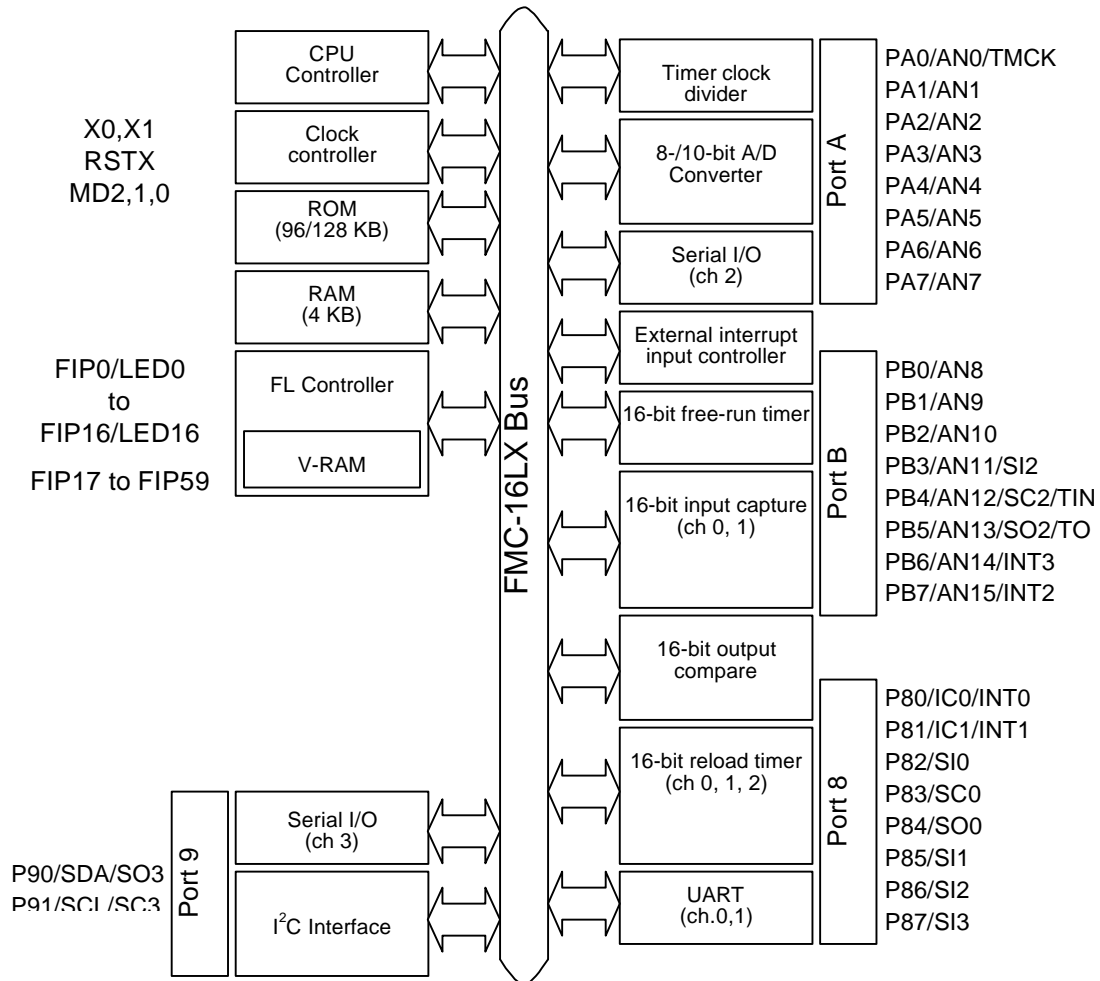 CPU
Controller
X0,X1
RSTX
MD2,1,0
Clock
controller
ROM
(96/128 KB)
RAM
(4 KB)
FIP0/LED0
to
FIP16/LED16
FIP17 to FIP59
FL Controller
V-RAM
Port 9
P90/SDA/SO3
P91/SCL/SC3
Serial I/O
(ch 3)
I²C Interface
FMC-16LX Bus
Timer clock
divider
8-/10-bit A/D
Converter
Serial I/O
(ch 2)
External interrupt
input controller
16-bit free-run timer
16-bit input capture
(ch 0, 1)
16-bit output
compare
16-bit reload timer
(ch 0, 1, 2)
UART
(ch.0,1)
Port A
PA0/AN0/TMCK
PA1/AN1
PA2/AN2
PA3/AN3
PA4/AN4
PA5/AN5
PA6/AN6
PA7/AN7
Port B
PB0/AN8
PB1/AN9
PB2/AN10
PB3/AN11/SI2
PB4/AN12/SC2/TIN
PB5/AN13/SO2/TO
PB6/AN14/INT3
PB7/AN15/INT2
Port 8
P80/IC0/INT0
P81/IC1/INT1
P82/SI0
P83/SC0
P84/SO0
P85/SI1
P86/SI2
P87/SI3